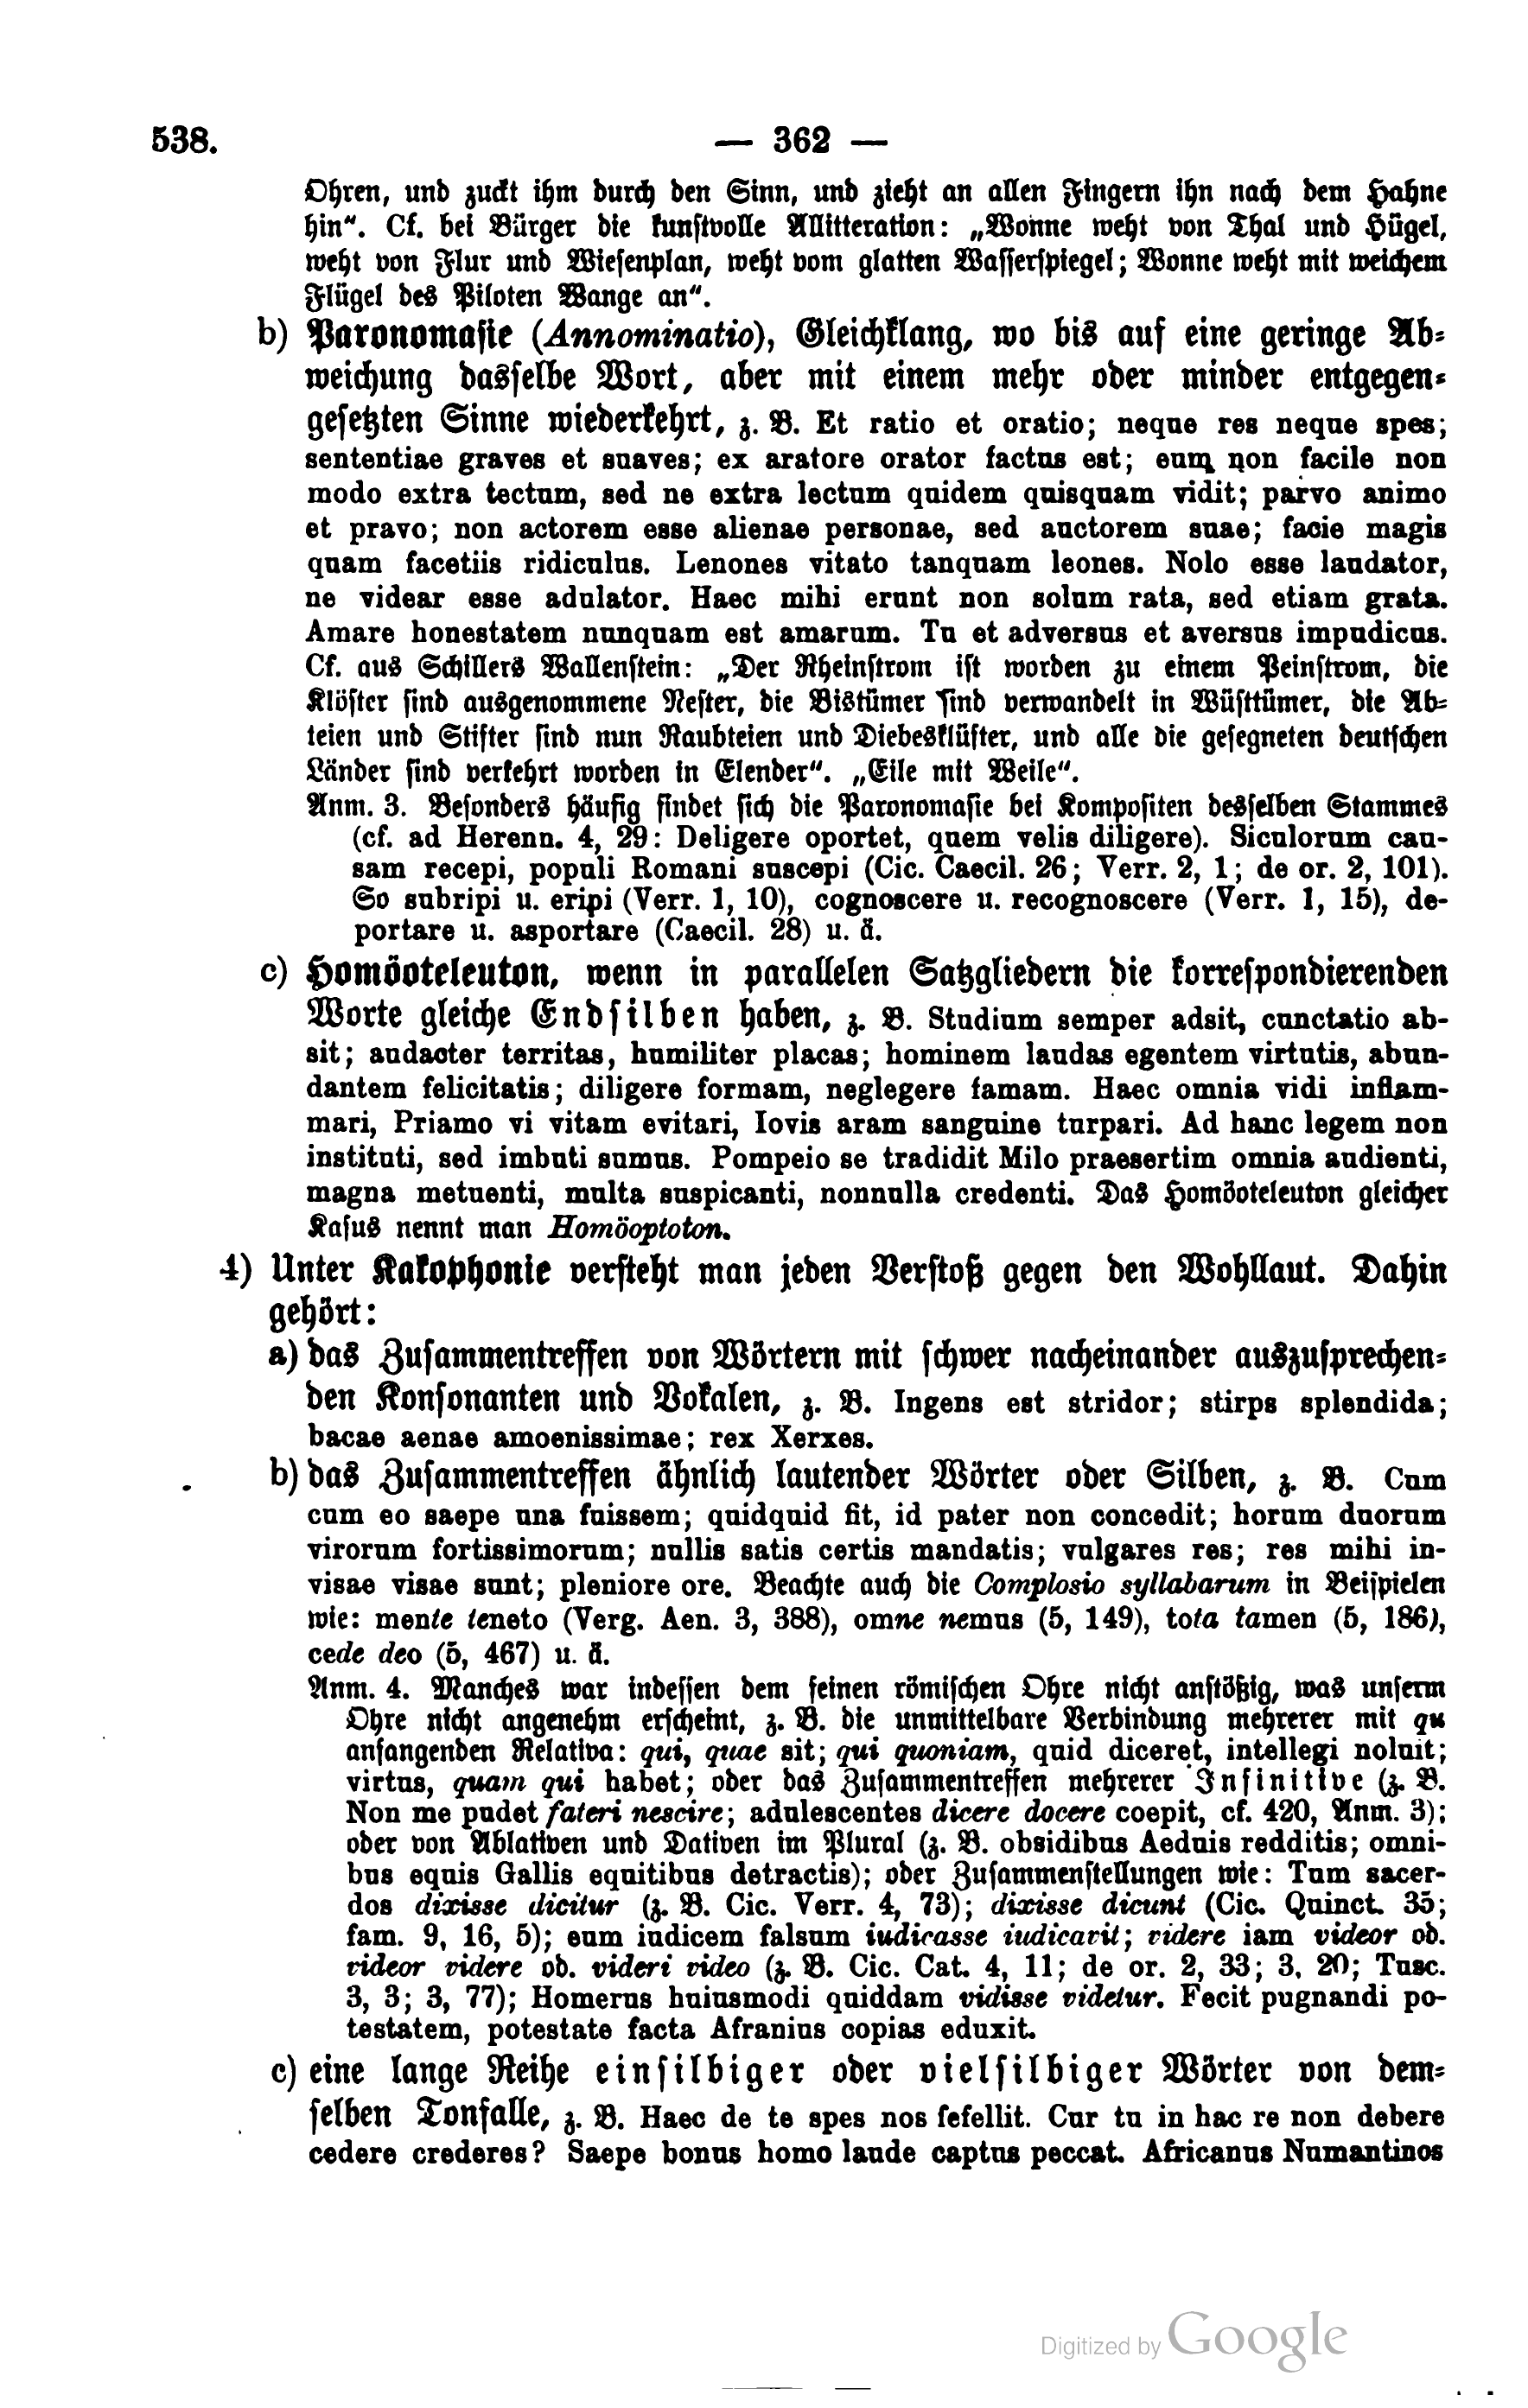 538.
— 362 —
Ohren, und zuckt ihm durch den Sinn, und zieht an allen Fingern ihn nach dem Hahne
hin“. Cf. bei Bürger die kunstvolle Allitteration: „Wonne weht von Thal und Hügel,
weht von Flur und Wiesenplan, weht vom glatten Wasserspiegel; Wonne weht mit weichem
Flügel des Piloten Wange an“.
b) Paronomasie (Annominatio), Gleichklang, wo bis auf eine geringe Ab-
weichung dasselbe Wort, aber mit einem mehr oder minder entgegen-
gesetzten Sinne wiederkehrt, z. B. Et ratio et oratio; neque res neque spes;
sententiae graves et suaves; ex aratore orator factus est; eum non facile non
modo extra tectum, sed ne extra lectum quidem quisquam vidit; parvo animo
et pravo; non actorem esse alienae personae, sed auctorem suae; facie magis
quam facetiis ridiculus. Lenones vitato tanquam leones. Nolo esse laudator,
ne videar esse adulator. Haec mihi erunt non solum rata, sed etiam grata.
Amare honestatem nunquam est amarum. Tu et adversus et aversus impudicus.
Cf. aus Schillers Wallenstein: „Der Rheinstrom ist worden zu einem Peinstrom, die
Klöster sind ausgenommene Nester, die Bistümer sind verwandelt in Wüsttümer, die Ab-
teien und Stifter sind nun Raubteien und Diebesklüfter, und alle die gesegneten deutschen
Länder sind verkehrt worden in Elender“. „Eile mit Weile“.
Anm. 3. Besonders häufig findet sich die Paronomasie bei Kompositen desselben Stammes
(cf. ad Herenn. 4, 29: Deligere oportet, quem velis diligere). Siculorum cau-
sam recepi, populi Romani suscepi (Cic. Caecil. 26; Verr. 2, 1; de or. 2, 101).
So subripi u. eripi (Verr. 1, 10), cognoscere u. recognoscere (Verr. 1, 15), de-
portare u. asportare (Caecil. 28) u. ä.
c) Homöoteleuton, wenn in parallelen Satzgliedern die korrespondierenden
Worte gleiche Endsilben haben, z. B. Studium semper adsit, cunctatio ab-
sit; audacter territas, humiliter placas; hominem laudas egentem virtutis, abun-
dantem felicitatis; diligere formam, neglegere famam. Haec omnia vidi inflam-
mari, Priamo vi vitam evitari, Iovis aram sanguine turpari. Ad hanc legem non
instituti, sed imbuti sumus. Pompeio se tradidit Milo praesertim omnia audienti,
magna metuenti, multa suspicanti, nonnulla credenti. Das Homöoteleuton gleicher
Kasus nennt man Homöoptoton.
4) Unter Kakophonie versteht man jeden Verstoß gegen den Wohllaut. Dahin
gehört:
a) das Zusammentreffen von Wörtern mit schwer nacheinander auszusprechen-
den Konsonanten und Vokalen, z. B. Ingens est stridor; stirps splendida;
bacae aenae amoenissimae; rex Xerxes.
b) das Zusammentreffen ähnlich lautender Wörter oder Silben, z. B. Cum
cum eo saepe una fuissem; quidquid fit, id pater non concedit; horum duorum
virorum fortissimorum; nullis satis certis mandatis; vulgares res; res mihi in-
visae visae sunt; pleniore ore. Beachte auch die Complosio syllabarum in Beispielen
wie: mente teneto (Verg. Aen. 3, 388), omne nemus (5, 149), tota tamen (5, 186),
cede deo (5, 467) u. ä.
Anm. 4. Manches war indessen dem feinen römischen Ohre nicht anstößig, was unserm
Ohre nicht angenehm erscheint, z. B. die unmittelbare Verbindung mehrerer mit qu
anfangenden Relativa: qui, quae sit; qui quoniam, quid diceret, intellegi noluit;
virtus, quam qui habet; oder das Zusammentreffen mehrerer Infinitive (z. B.
Non me pudet fateri nescire; adulescentes dicere docere coepit, cf. 420, Anm. 3);
oder von Ablativen und Dativen im Plural (z. B. obsidibus Aeduis redditis; omni-
bus equis Gallis equitibus detractis); oder Zusammenstellungen wie: Tum sacer-
dos dixisse dicitur (z. B. Cic. Verr. 4, 73); dixisse dicunt (Cic. Quinct. 35;
fam. 9, 16, 5); eum iudicem falsum iudicasse iudicavit; videre iam videor od.
videor videre od. videri video (z. B. Cic. Cat. 4, 11; de or. 2, 33; 3, 20; Tusc.
3, 3; 3, 77); Homerus huiusmodi quiddam vidisse videtur. Fecit pugnandi po-
testatem, potestate facta Afranius copias eduxit.
c) eine lange Reihe einsilbiger oder vielsilbiger Wörter von dem-
selben Tonfalle, z. B. Haec de te spes nos fefellit. Cur tu in hac re non debere
cedere crederes? Saepe bonus homo laude captus peccat. Africanus Numantinos
Digitized by Google